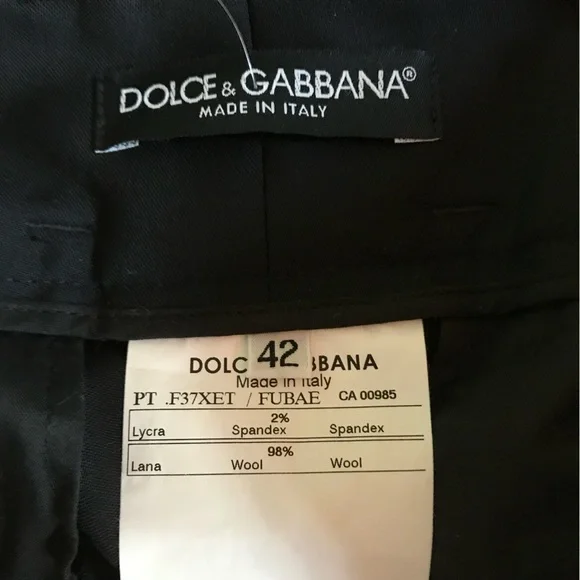 DOLCE & GABBANA®
MADE IN ITALY
42
DOLC BBANA
Made in Italy
PT .F37XET / FUBAE CA 00985
2%
Lycra Spandex Spandex
98%
Lana Wool Wool